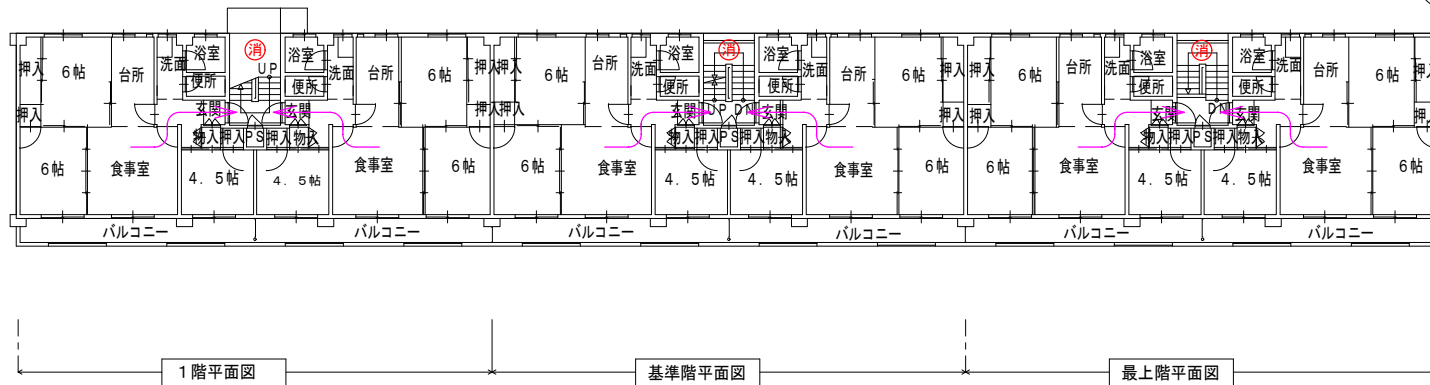 浴室 消 浴室 浴室 消 浴室 浴室 消 浴室
押入 6帖 台所 洗面 便所 UP 便所 洗面 台所 6帖 押入 押入 6帖 台所 洗面 便所 便所 洗面 台所 6帖 押入 押入 6帖 台所 洗面 便所 便所 洗面 台所 6帖 押入
押入 玄関 玄関 押入 押入 玄関 UP D 玄関 押入 押入 玄関 D 玄関 押入
物入 押入 PS 押入 物入 物入 押入 PS 押入 物入 物入 押入 PS 押入 物入
6帖 食事室 4.5帖 4.5帖 食事室 6帖 6帖 食事室 4.5帖 4.5帖 食事室 6帖 6帖 食事室 4.5帖 4.5帖 食事室 6帖
バルコニー バルコニー バルコニー バルコニー バルコニー バルコニー
1階平面図 基準階平面図 最上階平面図